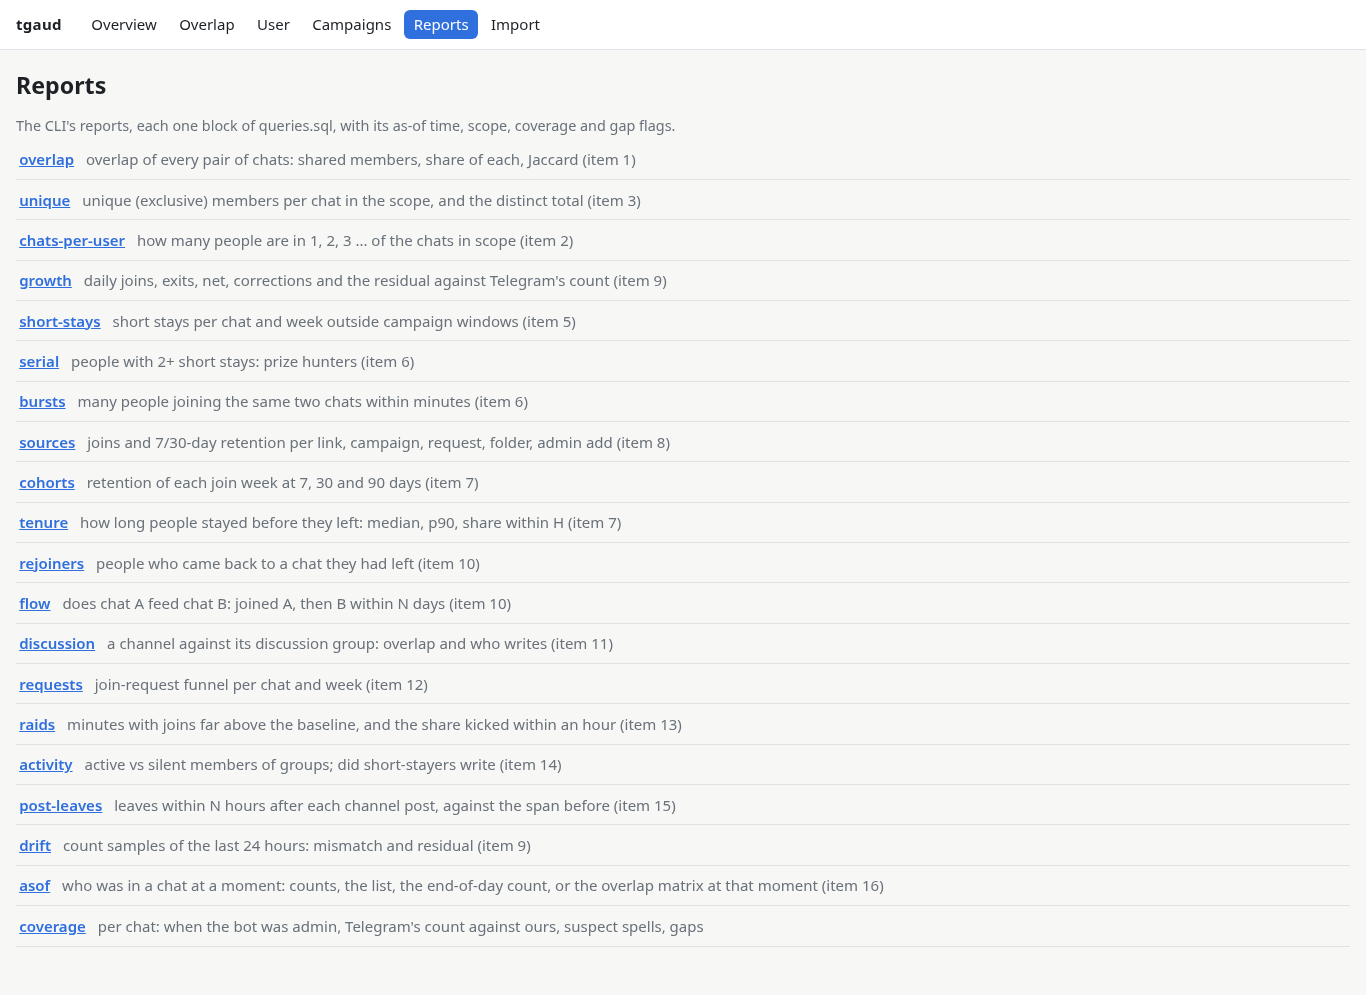 tgaud Overview Overlap User Campaigns Reports Import
Reports
The CLI's reports, each one block of queries.sql, with its as-of time, scope, coverage and gap flags.
overlap overlap of every pair of chats: shared members, share of each, Jaccard (item 1)
unique unique (exclusive) members per chat in the scope, and the distinct total (item 3)
chats-per-user how many people are in 1, 2, 3 ... of the chats in scope (item 2)
growth daily joins, exits, net, corrections and the residual against Telegram's count (item 9)
short-stays short stays per chat and week outside campaign windows (item 5)
serial people with 2+ short stays: prize hunters (item 6)
bursts many people joining the same two chats within minutes (item 6)
sources joins and 7/30-day retention per link, campaign, request, folder, admin add (item 8)
cohorts retention of each join week at 7, 30 and 90 days (item 7)
tenure how long people stayed before they left: median, p90, share within H (item 7)
rejoiners people who came back to a chat they had left (item 10)
flow does chat A feed chat B: joined A, then B within N days (item 10)
discussion a channel against its discussion group: overlap and who writes (item 11)
requests join-request funnel per chat and week (item 12)
raids minutes with joins far above the baseline, and the share kicked within an hour (item 13)
activity active vs silent members of groups; did short-stayers write (item 14)
post-leaves leaves within N hours after each channel post, against the span before (item 15)
drift count samples of the last 24 hours: mismatch and residual (item 9)
asof who was in a chat at a moment: counts, the list, the end-of-day count, or the overlap matrix at that moment (item 16)
coverage per chat: when the bot was admin, Telegram's count against ours, suspect spells, gaps